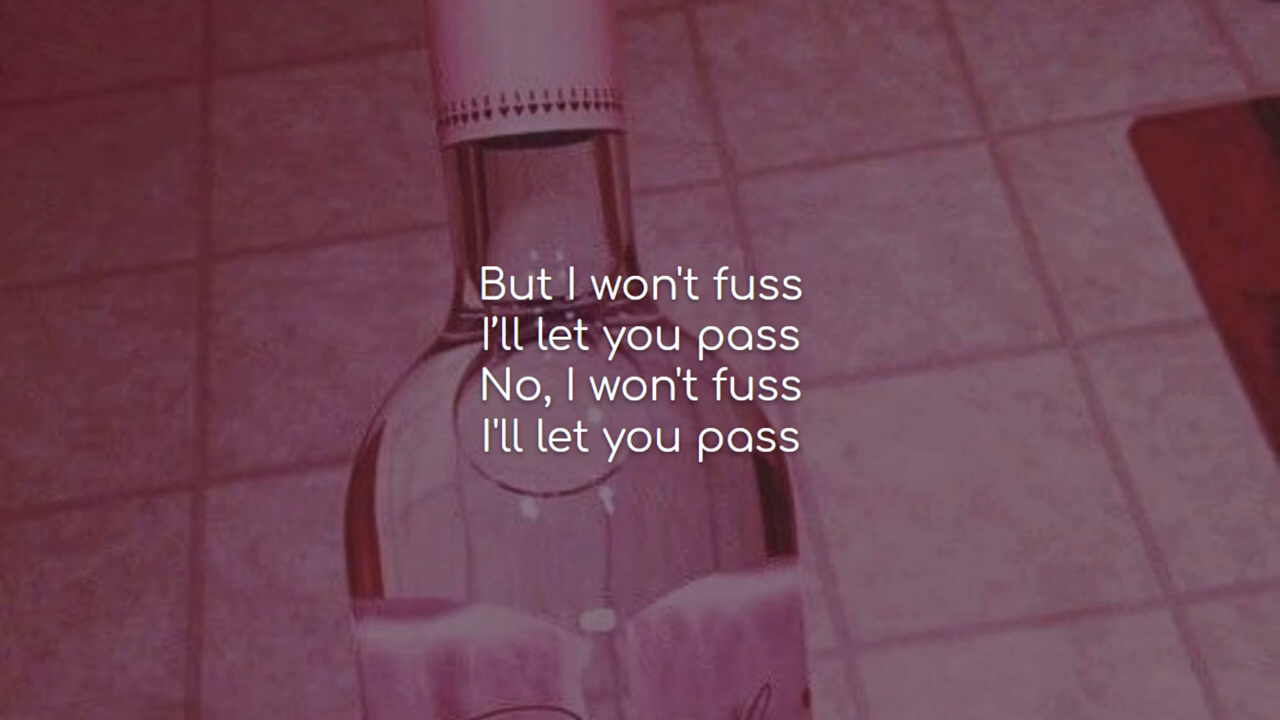 But I won't fuss
I’ll let you pass
No, I won't fuss
I'll let you pass